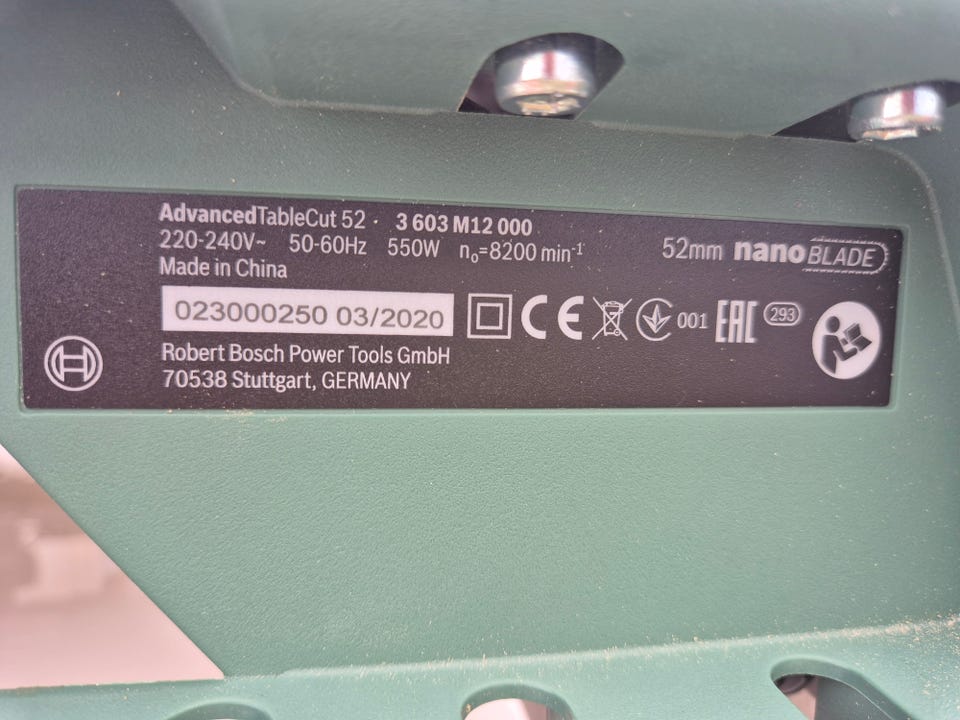 AdvancedTableCut 52 · 3 603 M12 000
220-240V~ 50-60Hz 550W n₀=8200 min⁻¹
52mm nanoBLADE
Made in China
023000250 03/2020
CE 001 EAC 293
Robert Bosch Power Tools GmbH
70538 Stuttgart, GERMANY